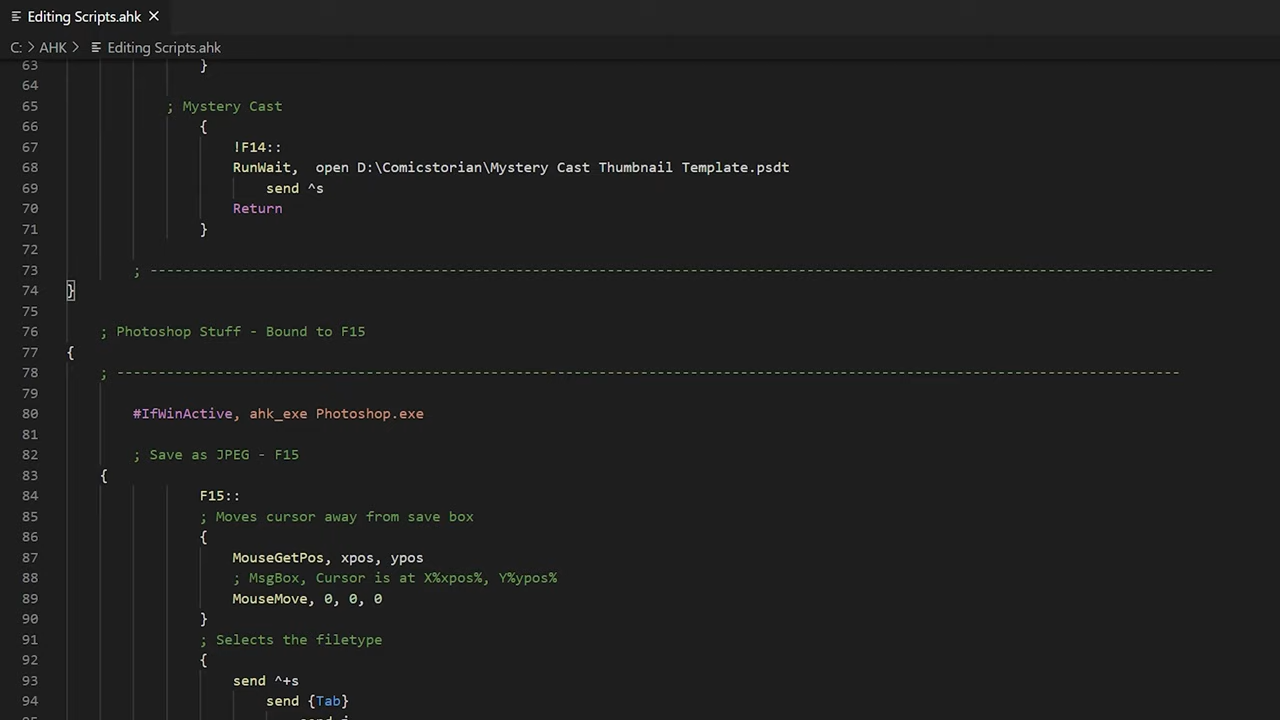 Editing Scripts.ahk ×
C: > AHK > Editing Scripts.ahk
63 }
64
65 ; Mystery Cast
66 {
67 !F14::
68 RunWait,  open D:\Comicstorian\Mystery Cast Thumbnail Template.psdt
69 send ^s
70 Return
71 }
72
73 ; --------------------------------------------------------------------------------------------------------------------------------
74 }
75
76 ; Photoshop Stuff - Bound to F15
77 {
78 ; --------------------------------------------------------------------------------------------------------------------------------
79
80 #IfWinActive, ahk_exe Photoshop.exe
81
82 ; Save as JPEG - F15
83 {
84 F15::
85 ; Moves cursor away from save box
86 {
87 MouseGetPos, xpos, ypos
88 ; MsgBox, Cursor is at X%xpos%, Y%ypos%
89 MouseMove, 0, 0, 0
90 }
91 ; Selects the filetype
92 {
93 send ^+s
94 send {Tab}